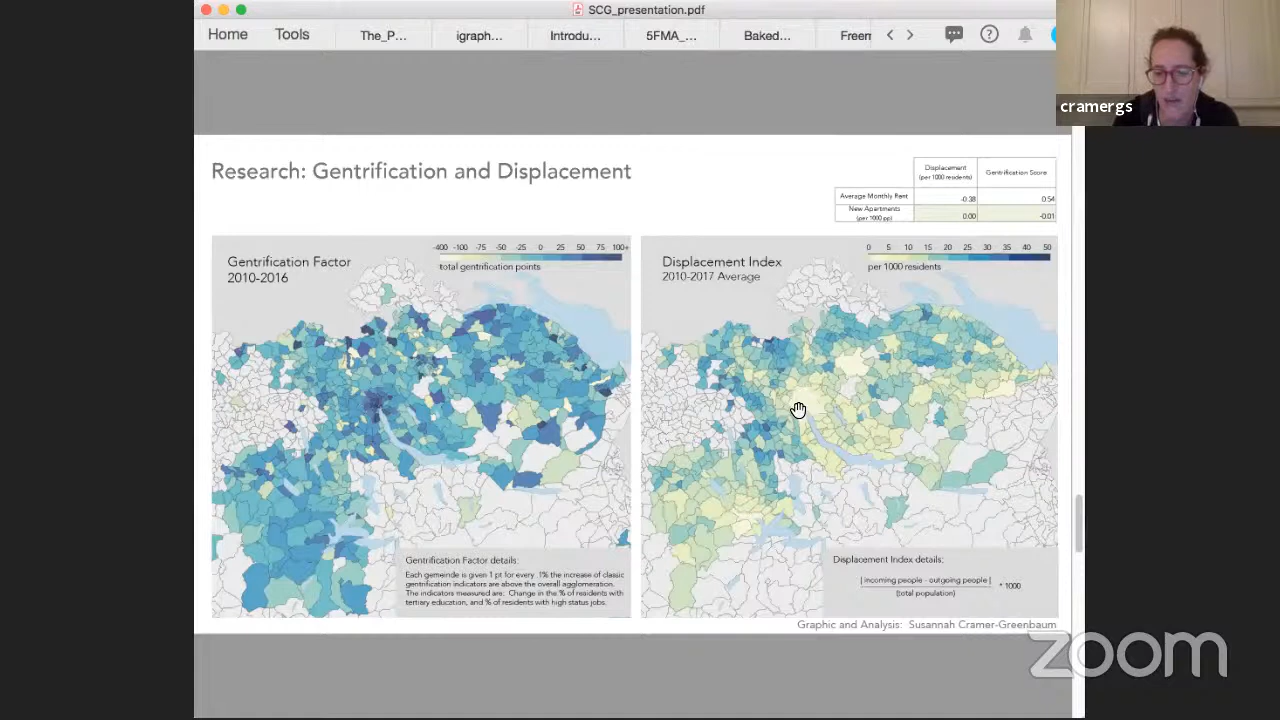 SCG_presentation.pdf
Home
Tools
The_P...
igraph...
Introdu...
5FMA_...
Baked...
Freem
cramergs
Research: Gentrification and Displacement
Displacement
(per 1000 residents)
Gentrification Score
Average Monthly Rent
-0.38
0.54
New Apartments
(per 1000 pp)
0.00
-0.01
Gentrification Factor
2010-2016
-400 -100 -75 -50 -25 0 25 50 75 100+
total gentrification points
Displacement Index
2010-2017 Average
0 5 10 15 20 25 30 35 40 50
per 1000 residents
Gentrification Factor details:
Each gemeinde is given 1 pt for every .1% the increase of classic
gentrification indicators are above the overall agglomeration.
The indicators measured are: Change in the % of residents with
tertiary education, and % of residents with high status jobs.
Displacement Index details:
| incoming people - outgoing people |
(total population)
* 1000
Graphic and Analysis: Susannah Cramer-Greenbaum
zoom